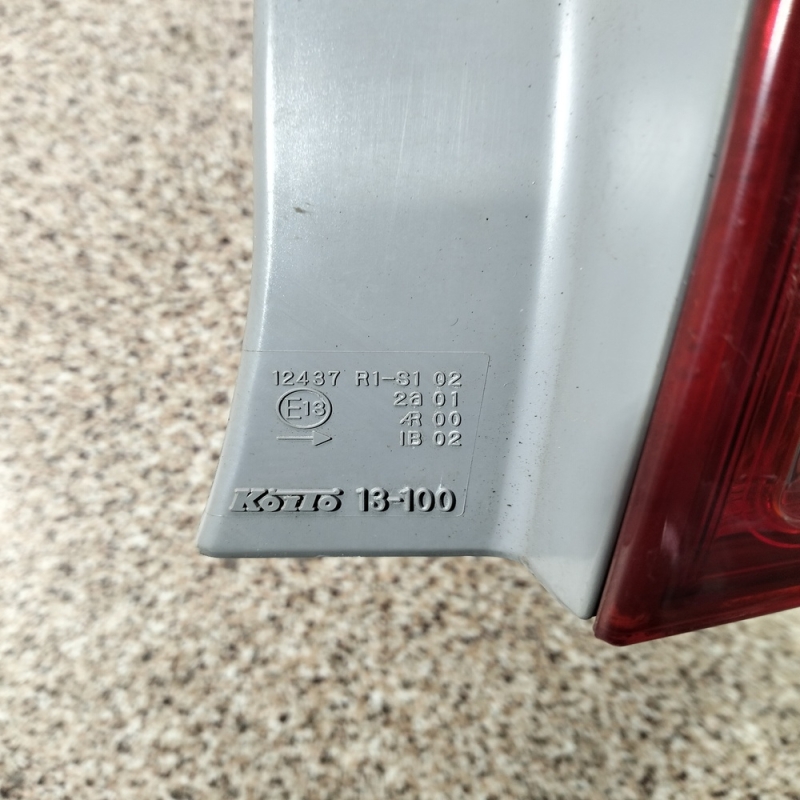 12437 R1-S1 02
E13 2a 01
AR 00
IB 02
KOITO 13-100